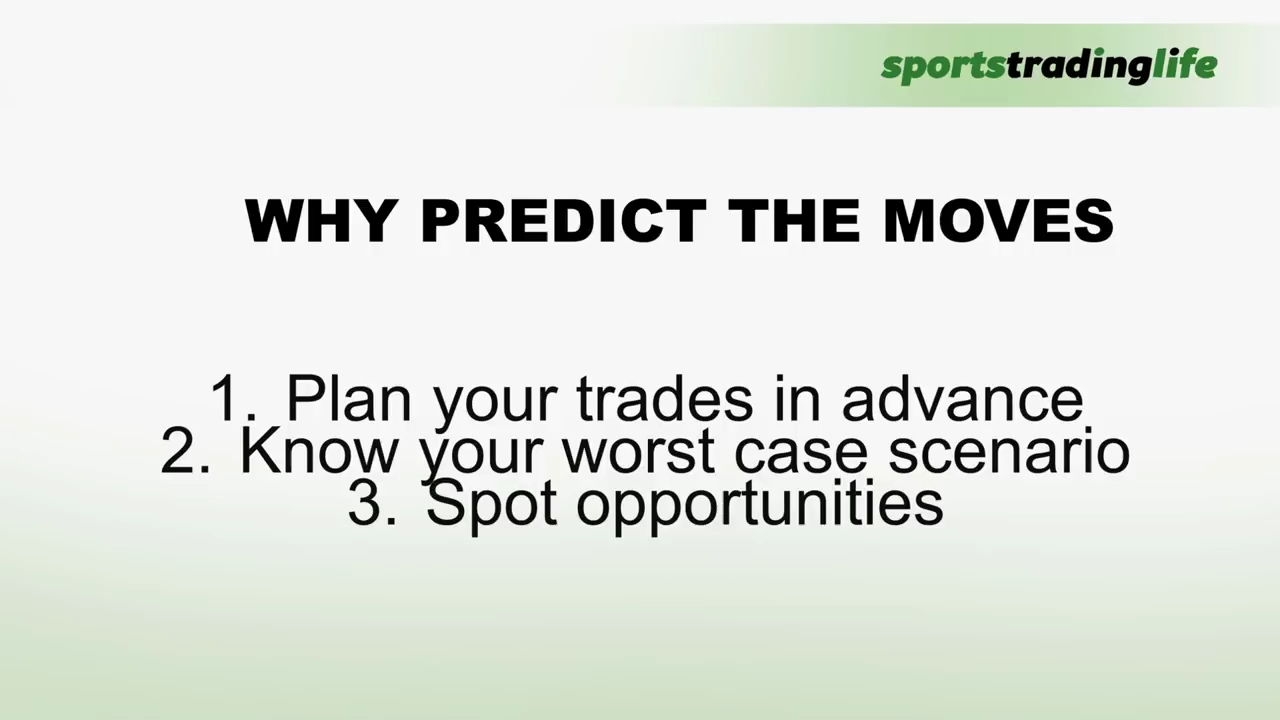 sportstradinglife
WHY PREDICT THE MOVES
1. Plan your trades in advance
2. Know your worst case scenario
3. Spot opportunities